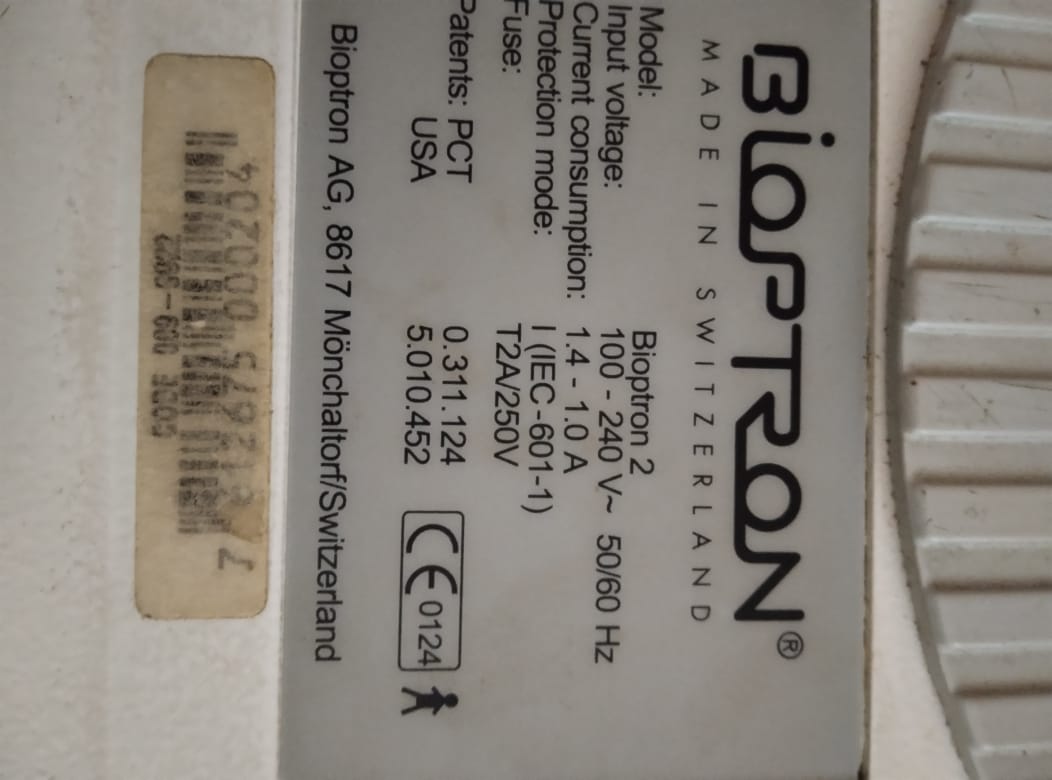 BIOPTRON®
MADE IN SWITZERLAND
Model: Bioptron 2
Input voltage: 100 - 240 V~ 50/60 Hz
Current consumption: 1.4 - 1.0 A
Protection mode: I (IEC-601-1)
Fuse: T2A/250V
Patents: PCT 0.311.124
USA 5.010.452
CE 0124
Bioptron AG, 8617 Mönchaltorf/Switzerland
CODE